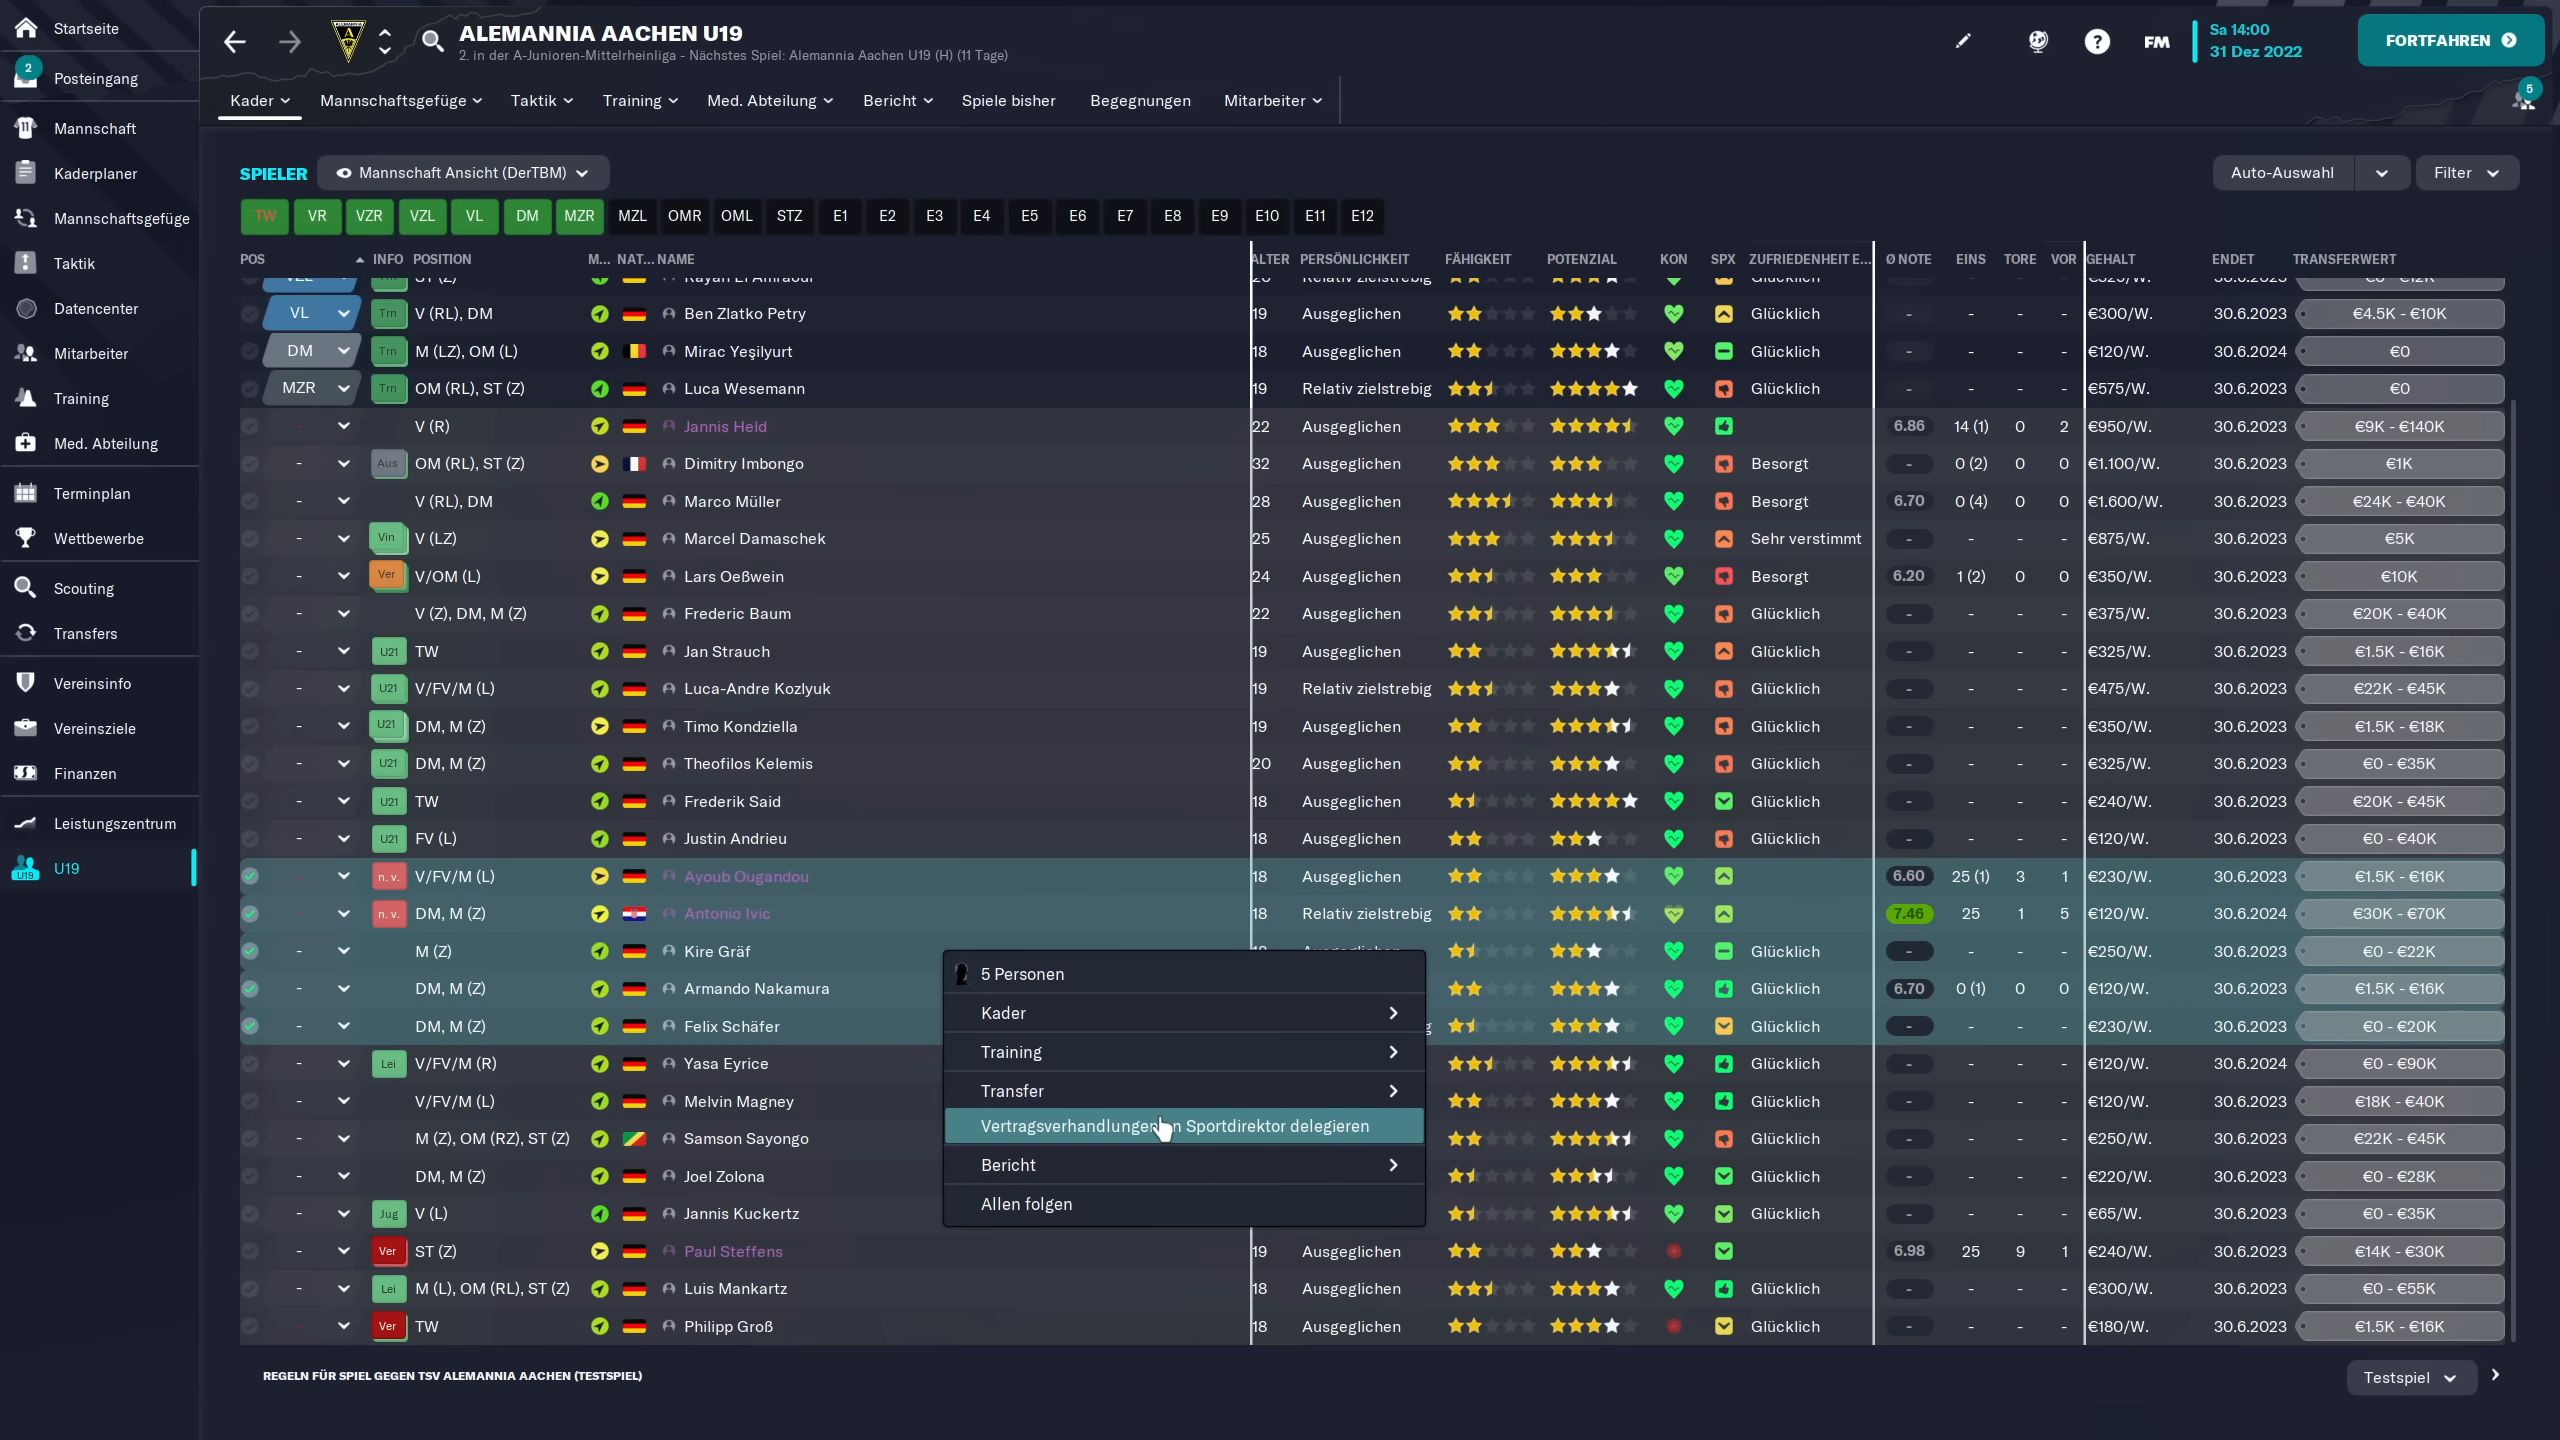 Startseite
2
Posteingang
Mannschaft
Kaderplaner
Mannschaftsgefüge
Taktik
Datencenter
Mitarbeiter
Training
Med. Abteilung
Terminplan
Wettbewerbe
Scouting
Transfers
Vereinsinfo
Vereinsziele
Finanzen
Leistungszentrum
U19
ALEMANNIA AACHEN U19
2. in der A-Junioren-Mittelrheinliga - Nächstes Spiel: Alemannia Aachen U19 (H) (11 Tage)
FM
Sa 14:00
31 Dez 2022
FORTFAHREN
Kader Mannschaftsgefüge Taktik Training Med. Abteilung Bericht Spiele bisher Begegnungen Mitarbeiter
5
SPIELER Mannschaft Ansicht (DerTBM) Auto-Auswahl Filter
TW VR VZR VZL VL DM MZR MZL OMR OML STZ E1 E2 E3 E4 E5 E6 E7 E8 E9 E10 E11 E12
POS INFO POSITION M... NAT... NAME ALTER PERSÖNLICHKEIT FÄHIGKEIT POTENZIAL KON SPX ZUFRIEDENHEIT E... Ø NOTE EINS TORE VOR GEHALT ENDET TRANSFERWERT
VZL Trn ST (Z) Rayan El Amraoui 20 Relativ zielstrebig Glücklich €325/W. 30.6.2023 €0 - €12K
VL Trn V (RL), DM Ben Zlatko Petry 19 Ausgeglichen Glücklich - - - - €300/W. 30.6.2023 €4.5K - €10K
DM Trn M (LZ), OM (L) Mirac Yeşilyurt 18 Ausgeglichen Glücklich - - - - €120/W. 30.6.2024 €0
MZR Trn OM (RL), ST (Z) Luca Wesemann 19 Relativ zielstrebig Glücklich - - - - €575/W. 30.6.2023 €0
- V (R) Jannis Held 22 Ausgeglichen 6.86 14 (1) 0 2 €950/W. 30.6.2023 €9K - €140K
- Aus OM (RL), ST (Z) Dimitry Imbongo 32 Ausgeglichen Besorgt - 0 (2) 0 0 €1.100/W. 30.6.2023 €1K
- V (RL), DM Marco Müller 28 Ausgeglichen Besorgt 6.70 0 (4) 0 0 €1.600/W. 30.6.2023 €24K - €40K
- Vin V (LZ) Marcel Damaschek 25 Ausgeglichen Sehr verstimmt - - - - €875/W. 30.6.2023 €5K
- Ver V/OM (L) Lars Oeßwein 24 Ausgeglichen Besorgt 6.20 1 (2) 0 0 €350/W. 30.6.2023 €10K
- V (Z), DM, M (Z) Frederic Baum 22 Ausgeglichen Glücklich - - - - €375/W. 30.6.2023 €20K - €40K
- U21 TW Jan Strauch 19 Ausgeglichen Glücklich - - - - €325/W. 30.6.2023 €1.5K - €16K
- U21 V/FV/M (L) Luca-Andre Kozlyuk 19 Relativ zielstrebig Glücklich - - - - €475/W. 30.6.2023 €22K - €45K
- U21 DM, M (Z) Timo Kondziella 19 Ausgeglichen Glücklich - - - - €350/W. 30.6.2023 €1.5K - €18K
- U21 DM, M (Z) Theofilos Kelemis 20 Ausgeglichen Glücklich - - - - €325/W. 30.6.2023 €0 - €35K
- U21 TW Frederik Said 18 Ausgeglichen Glücklich - - - - €240/W. 30.6.2023 €20K - €45K
- U21 FV (L) Justin Andrieu 18 Ausgeglichen Glücklich - - - - €120/W. 30.6.2023 €0 - €40K
- n. v. V/FV/M (L) Ayoub Ougandou 18 Ausgeglichen 6.60 25 (1) 3 1 €230/W. 30.6.2023 €1.5K - €16K
- n. v. DM, M (Z) Antonio Ivic 18 Relativ zielstrebig 7.46 25 1 5 €120/W. 30.6.2024 €30K - €70K
- M (Z) Kire Gräf Glücklich - - - - €250/W. 30.6.2023 €0 - €22K
- DM, M (Z) Armando Nakamura Glücklich 6.70 0 (1) 0 0 €120/W. 30.6.2023 €1.5K - €16K
- DM, M (Z) Felix Schäfer Glücklich - - - - €230/W. 30.6.2023 €0 - €20K
- Lei V/FV/M (R) Yasa Eyrice Glücklich - - - - €120/W. 30.6.2024 €0 - €90K
- V/FV/M (L) Melvin Magney Glücklich - - - - €120/W. 30.6.2023 €18K - €40K
- M (Z), OM (RZ), ST (Z) Samson Sayongo Glücklich - - - - €250/W. 30.6.2023 €22K - €45K
- DM, M (Z) Joel Zolona Glücklich - - - - €220/W. 30.6.2023 €0 - €28K
- Jug V (L) Jannis Kuckertz Glücklich - - - - €65/W. 30.6.2023 €0 - €35K
- Ver ST (Z) Paul Steffens 19 Ausgeglichen 6.98 25 9 1 €240/W. 30.6.2023 €14K - €30K
- Lei M (L), OM (RL), ST (Z) Luis Mankartz 18 Ausgeglichen Glücklich - - - - €300/W. 30.6.2023 €0 - €55K
- Ver TW Philipp Groß 18 Ausgeglichen Glücklich - - - - €180/W. 30.6.2023 €1.5K - €16K
5 Personen
Kader
Training
Transfer
Vertragsverhandlungen Sportdirektor delegieren
Bericht
Allen folgen
REGELN FÜR SPIEL GEGEN TSV ALEMANNIA AACHEN (TESTSPIEL)
Testspiel